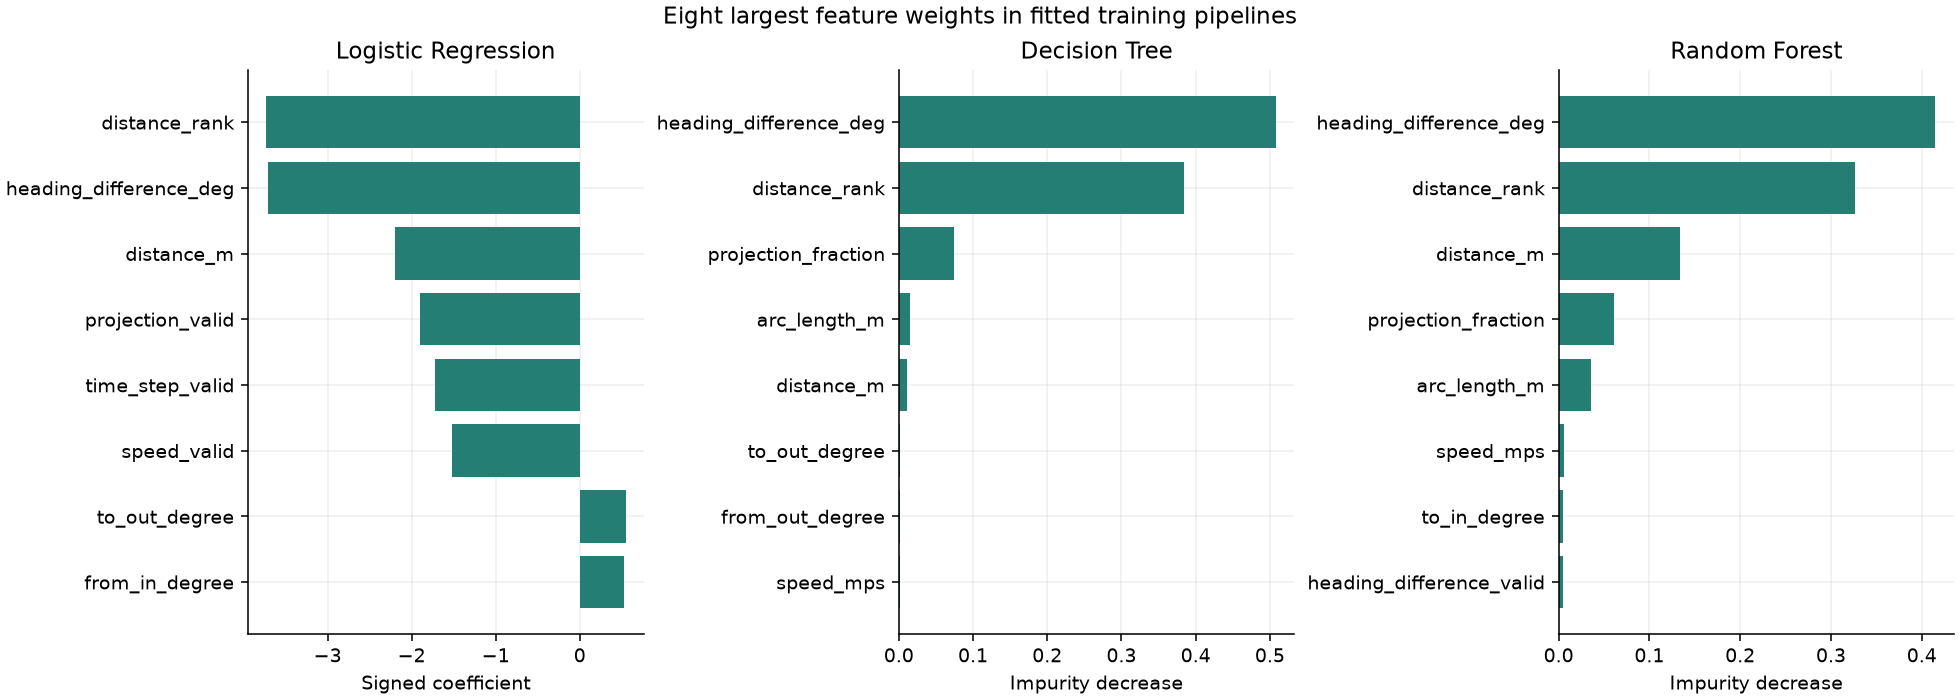 Eight largest feature weights in fitted training pipelines
Logistic Regression
distance_rank
heading_difference_deg
distance_m
projection_valid
time_step_valid
speed_valid
to_out_degree
from_in_degree
−3 −2 −1 0
Signed coefficient
Decision Tree
heading_difference_deg
distance_rank
projection_fraction
arc_length_m
distance_m
to_out_degree
from_out_degree
speed_mps
0.0 0.1 0.2 0.3 0.4 0.5
Impurity decrease
Random Forest
heading_difference_deg
distance_rank
distance_m
projection_fraction
arc_length_m
speed_mps
to_in_degree
heading_difference_valid
0.0 0.1 0.2 0.3 0.4
Impurity decrease